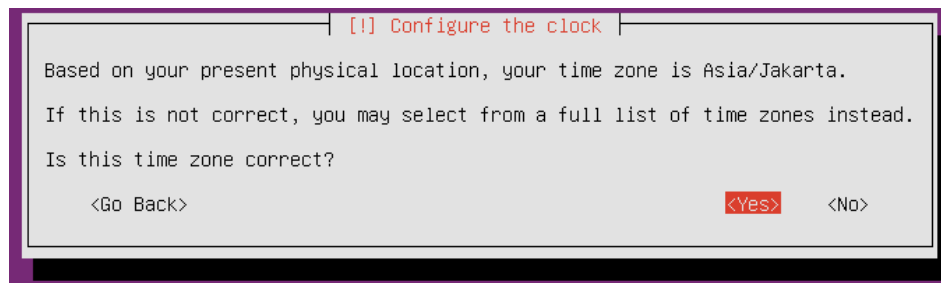 [!] Configure the clock
Based on your present physical location, your time zone is Asia/Jakarta.
If this is not correct, you may select from a full list of time zones instead.
Is this time zone correct?
<Go Back> <Yes> <No>